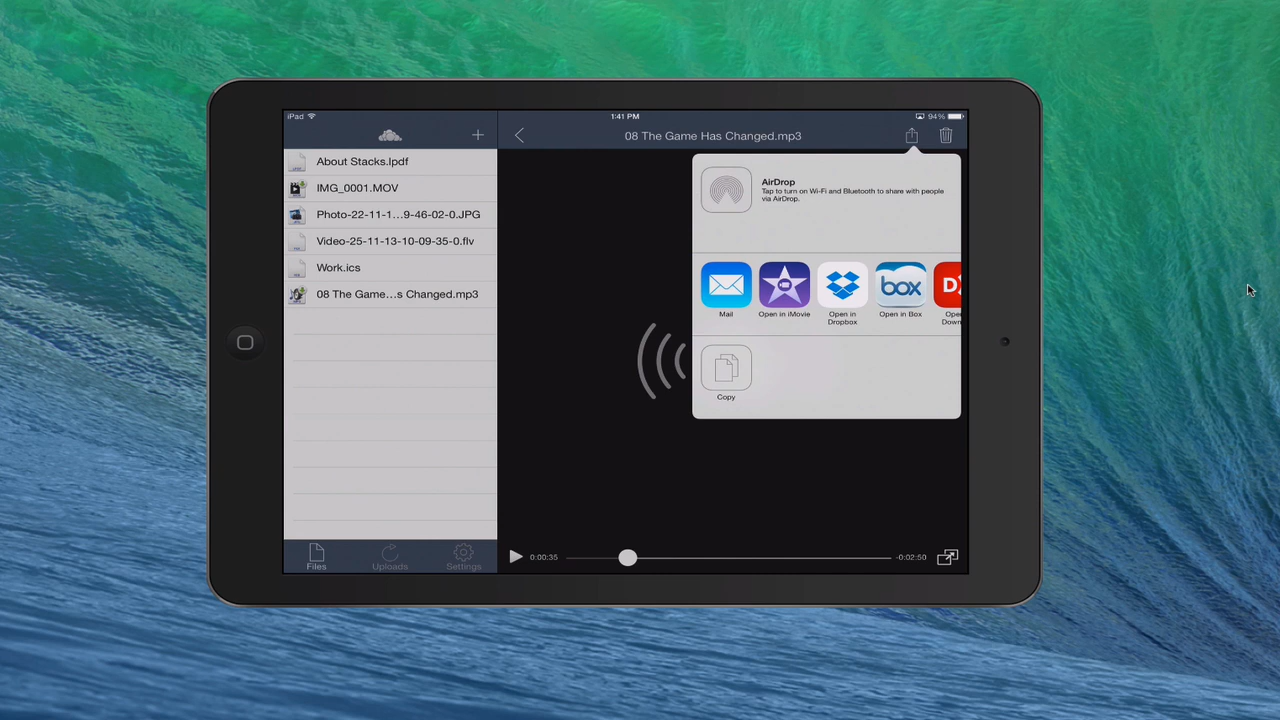 iPad
1:41 PM
94%
08 The Game Has Changed.mp3
About Stacks.lpdf
IMG_0001.MOV
Photo-22-11-1...9-46-02-0.JPG
Video-25-11-13-10-09-35-0.flv
Work.ics
08 The Game...s Changed.mp3
AirDrop
Tap to turn on Wi-Fi and Bluetooth to share with people
via AirDrop.
box
D
Mail
Open in iMovie
Open in
Dropbox
Open in Box
Ope
Down
Copy
0:00:35
-0:02:50
Files
Uploads
Settings